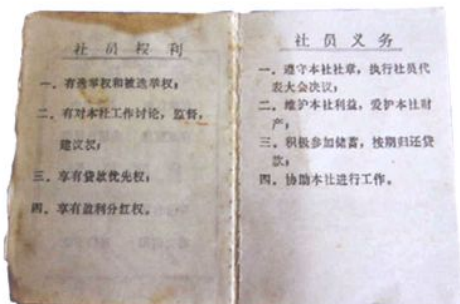 社员权利
一、有选举权和被选举权;
二、有对本社工作讨论,监督,
建议权;
三、享有贷款优先权;
四、享有盈利分红权。
社员义务
一、遵守本社社章,执行社员代
表大会决议;
二、维护本社利益,爱护本社财
产;
三、积极参加储蓄,按期归还贷
款;
四、协助本社进行工作。